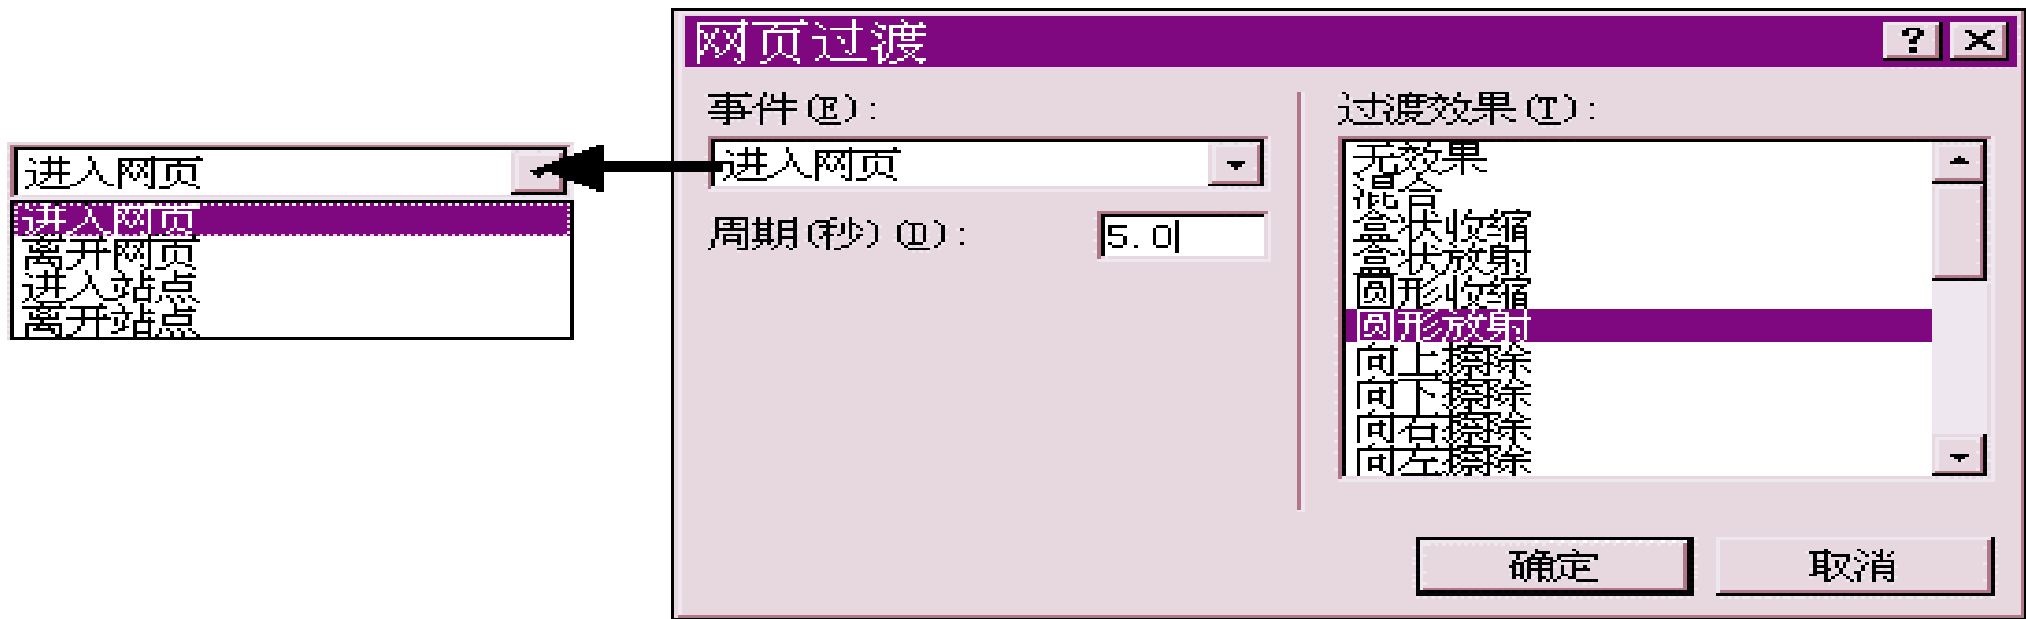 进入网页
进入网页
离开网页
进入站点
离开站点
网页过渡
事件(E):
进入网页
周期(秒)(D):
5.0
过渡效果(T):
无效果
混合
盒状收缩
盒状放射
圆形收缩
圆形放射
向上擦除
向下擦除
向右擦除
向左擦除
确定
取消